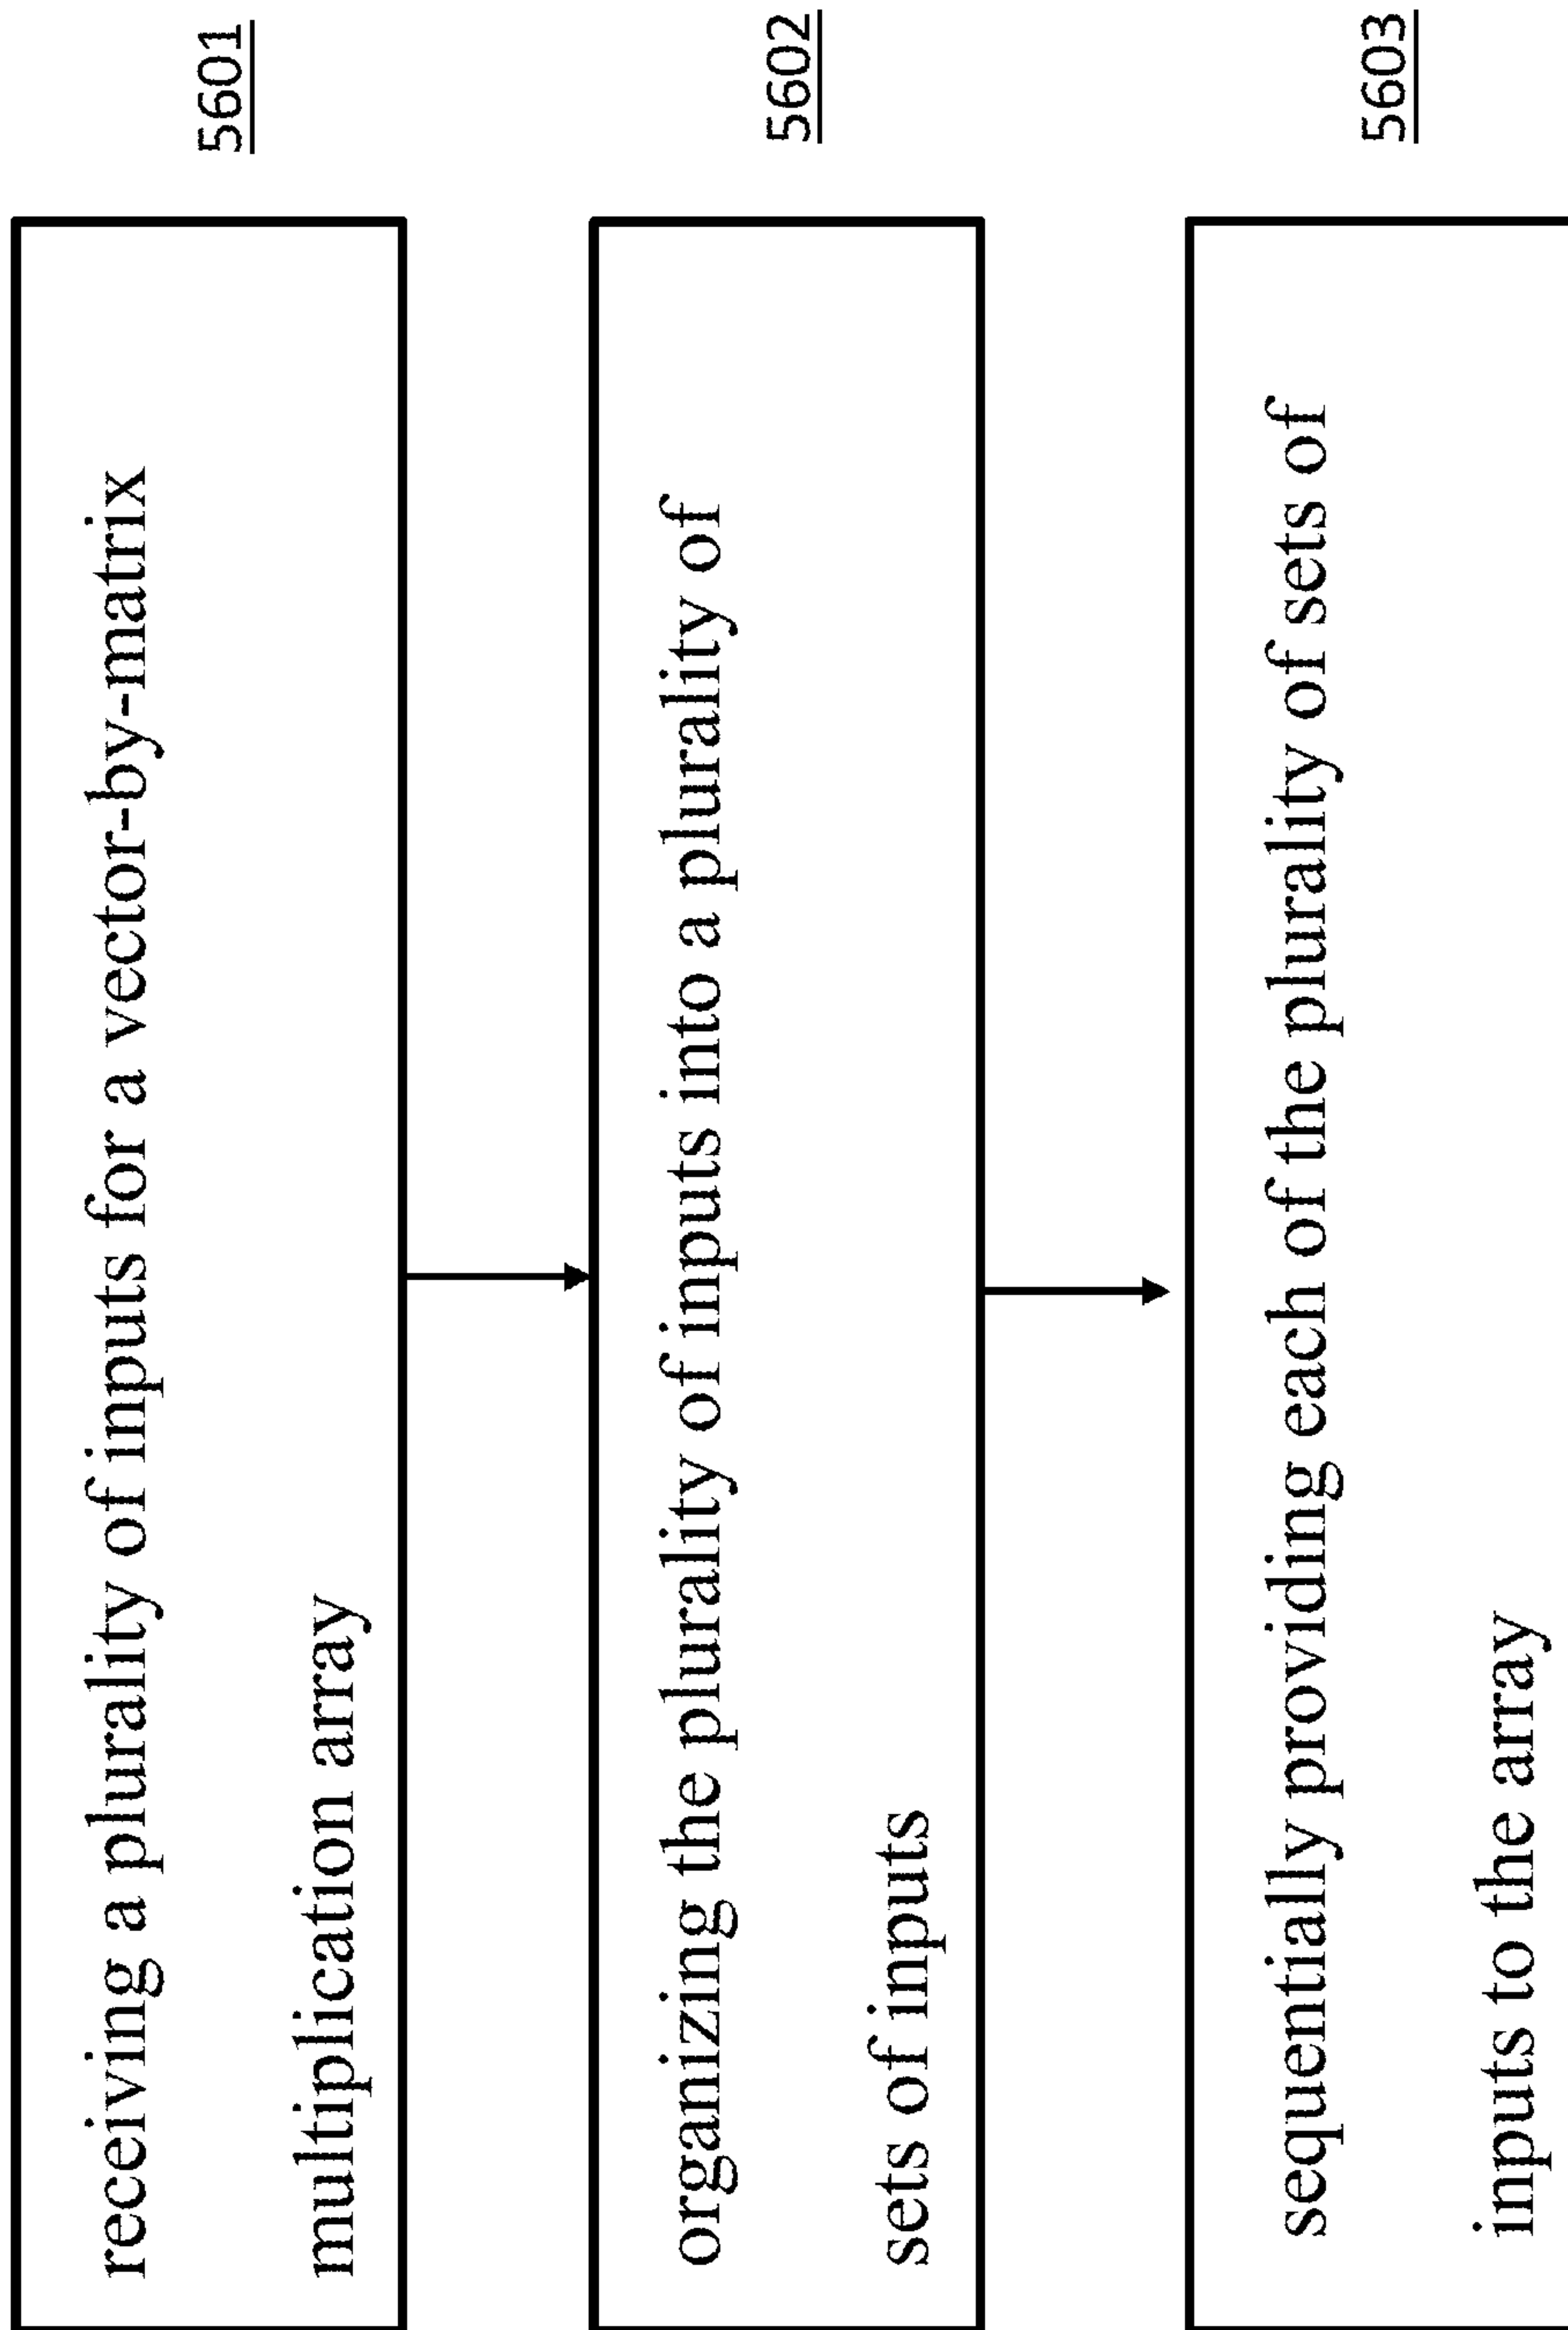 receiving a plurality of inputs for a vector-by-matrix
multiplication array
5601
organizing the plurality of inputs into a plurality of
sets of inputs
5602
sequentially providing each of the plurality of sets of
inputs to the array
5603